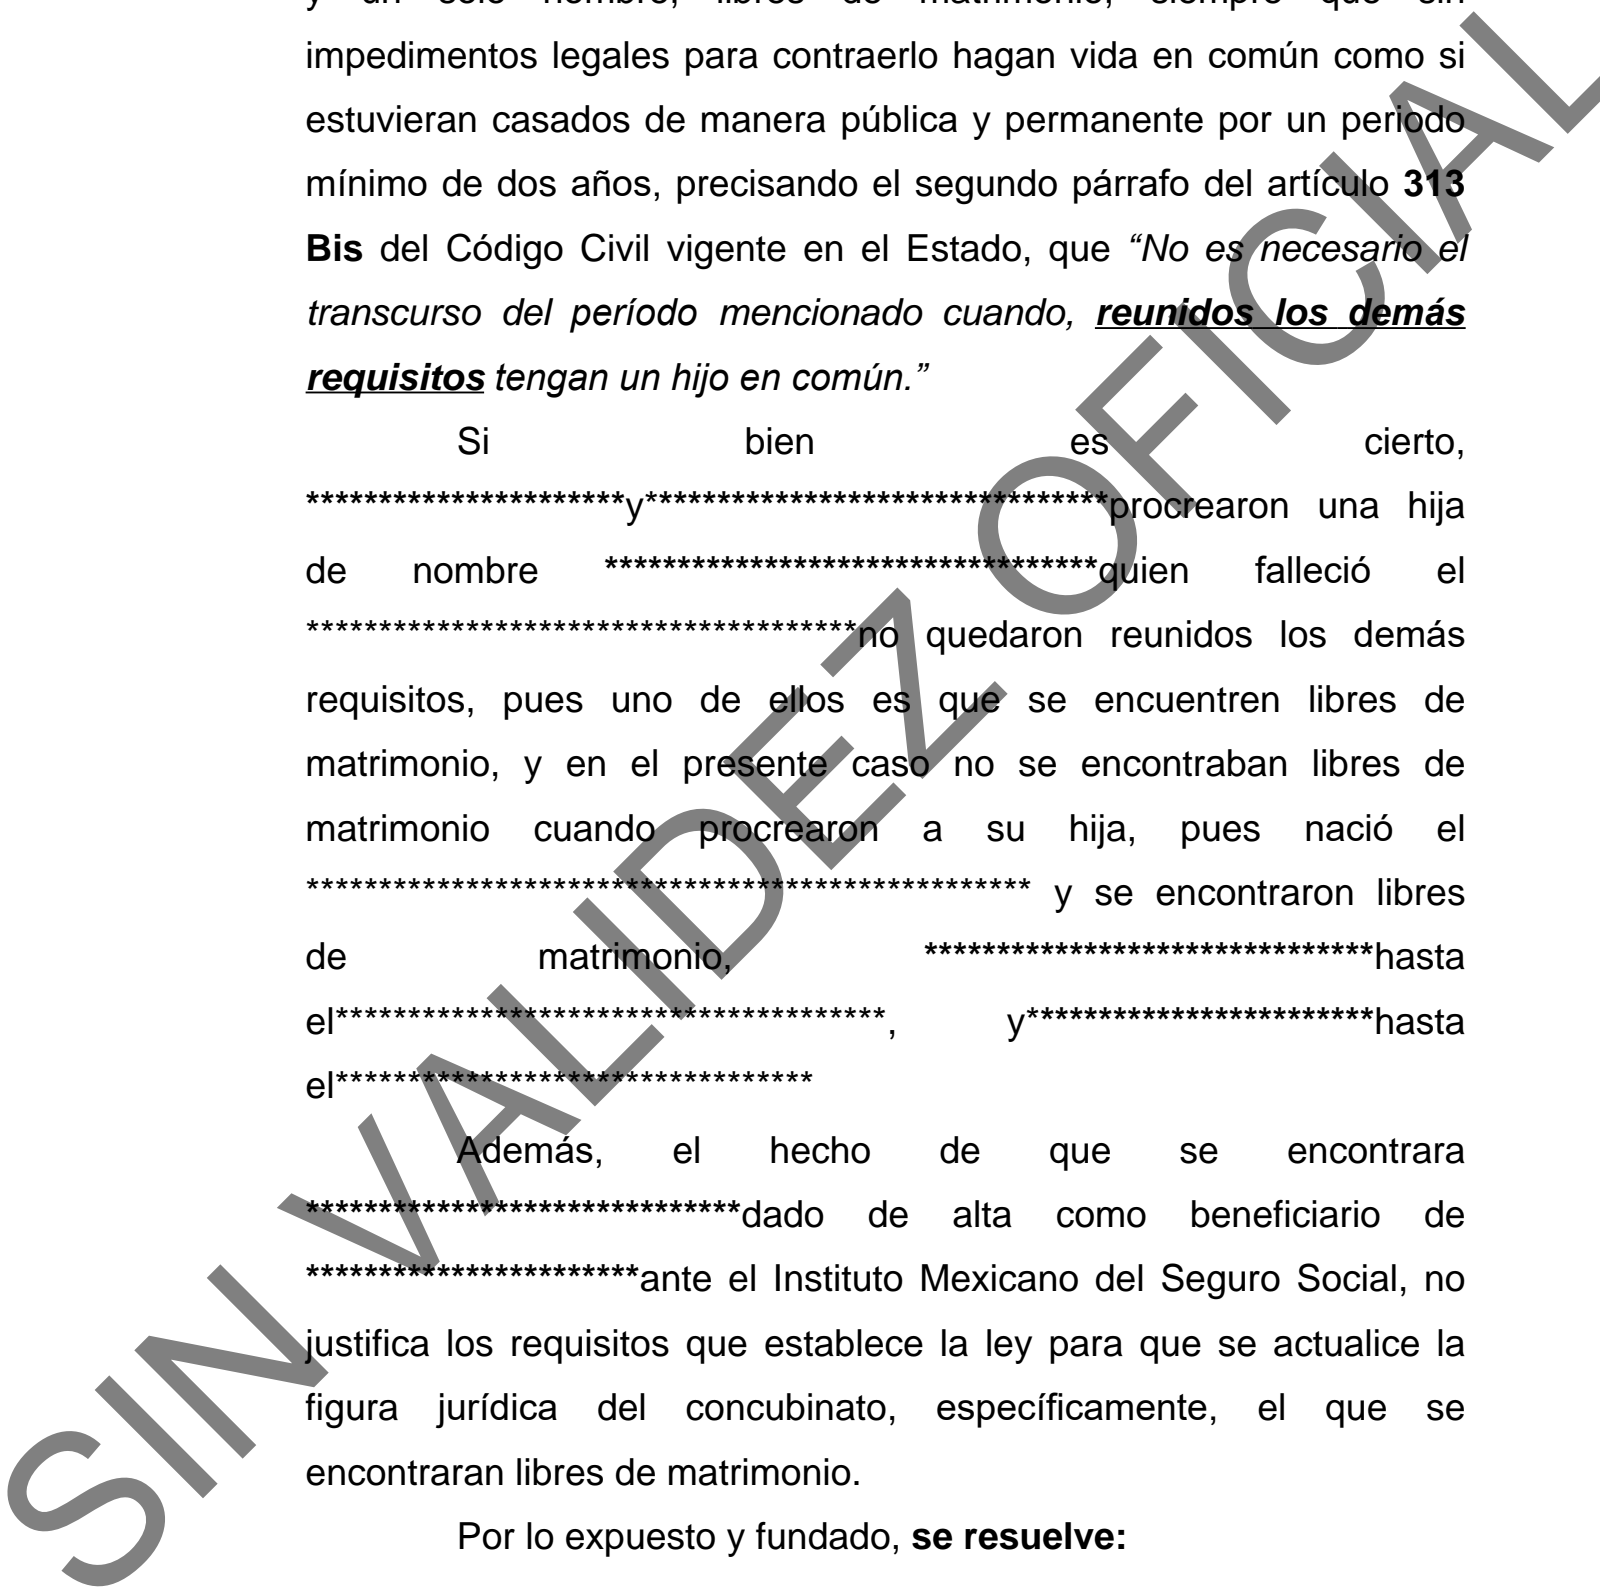 y un solo hombre, libres de matrimonio, siempre que sin
impedimentos legales para contraerlo hagan vida en común como si
estuvieran casados de manera pública y permanente por un periodo
mínimo de dos años, precisando el segundo párrafo del artículo 313
Bis del Código Civil vigente en el Estado, que “No es necesario el
transcurso del período mencionado cuando, reunidos los demás
requisitos tengan un hijo en común.”
Si bien es cierto,
**********************y********************************procrearon una hija
de nombre **********************************quien falleció el
**************************************no quedaron reunidos los demás
requisitos, pues uno de ellos es que se encuentren libres de
matrimonio, y en el presente caso no se encontraban libres de
matrimonio cuando procrearon a su hija, pues nació el
************************************************** y se encontraron libres
de matrimonio, *******************************hasta
el**************************************, y************************hasta
el*********************************
Además, el hecho de que se encontrara
******************************dado de alta como beneficiario de
***********************ante el Instituto Mexicano del Seguro Social, no
justifica los requisitos que establece la ley para que se actualice la
figura jurídica del concubinato, específicamente, el que se
encontraran libres de matrimonio.
Por lo expuesto y fundado, se resuelve:
SIN VALIDEZ OFICIAL